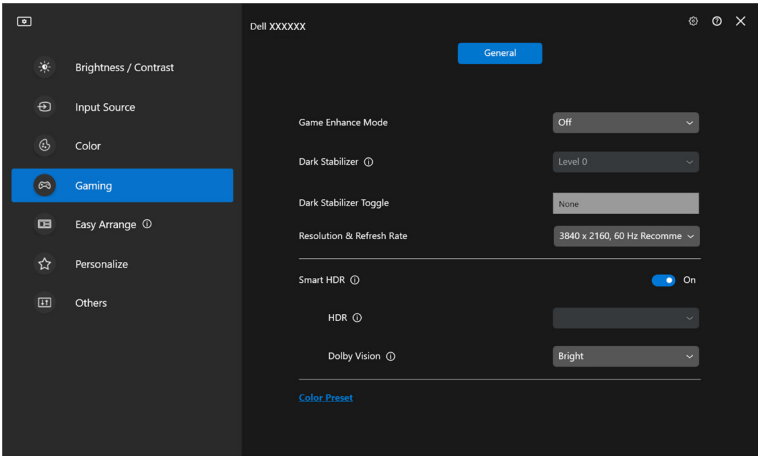 Dell XXXXXX
General
Brightness / Contrast
Input Source
Color
Gaming
Easy Arrange
Personalize
Others
Game Enhance Mode
Off
Dark Stabilizer
Level 0
Dark Stabilizer Toggle
None
Resolution & Refresh Rate
3840 x 2160, 60 Hz Recomme
Smart HDR
On
HDR
Dolby Vision
Bright
Color Preset